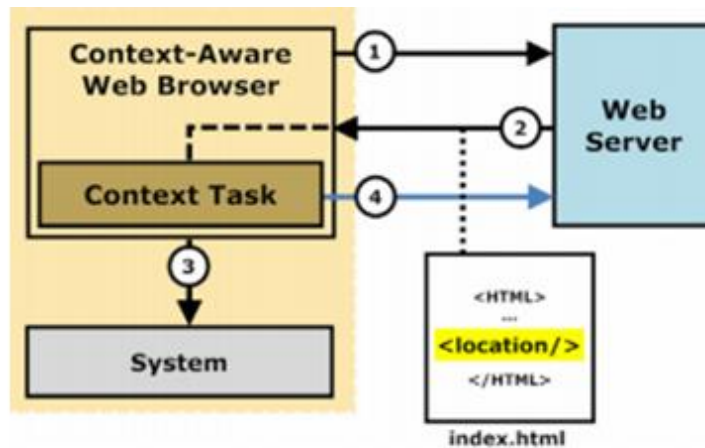 Context-Aware
Web Browser
1
Web
Server
2
Context Task
4
3
<HTML>
...
<location/>
</HTML>
System
index.html